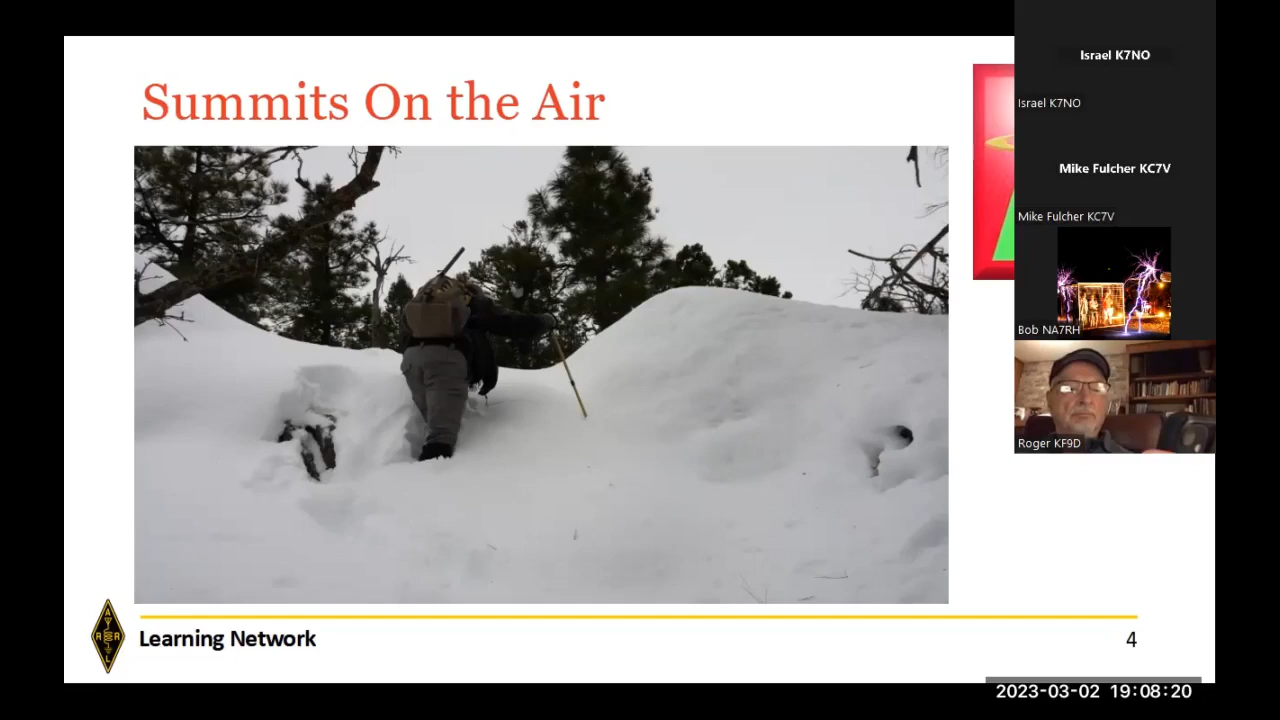 Summits On the Air
Israel K7NO
Israel K7NO
Mike Fulcher KC7V
Mike Fulcher KC7V
Bob NA7RH
Roger KF9D
A
R R
L
Learning Network
4
2023-03-02 19:08:20